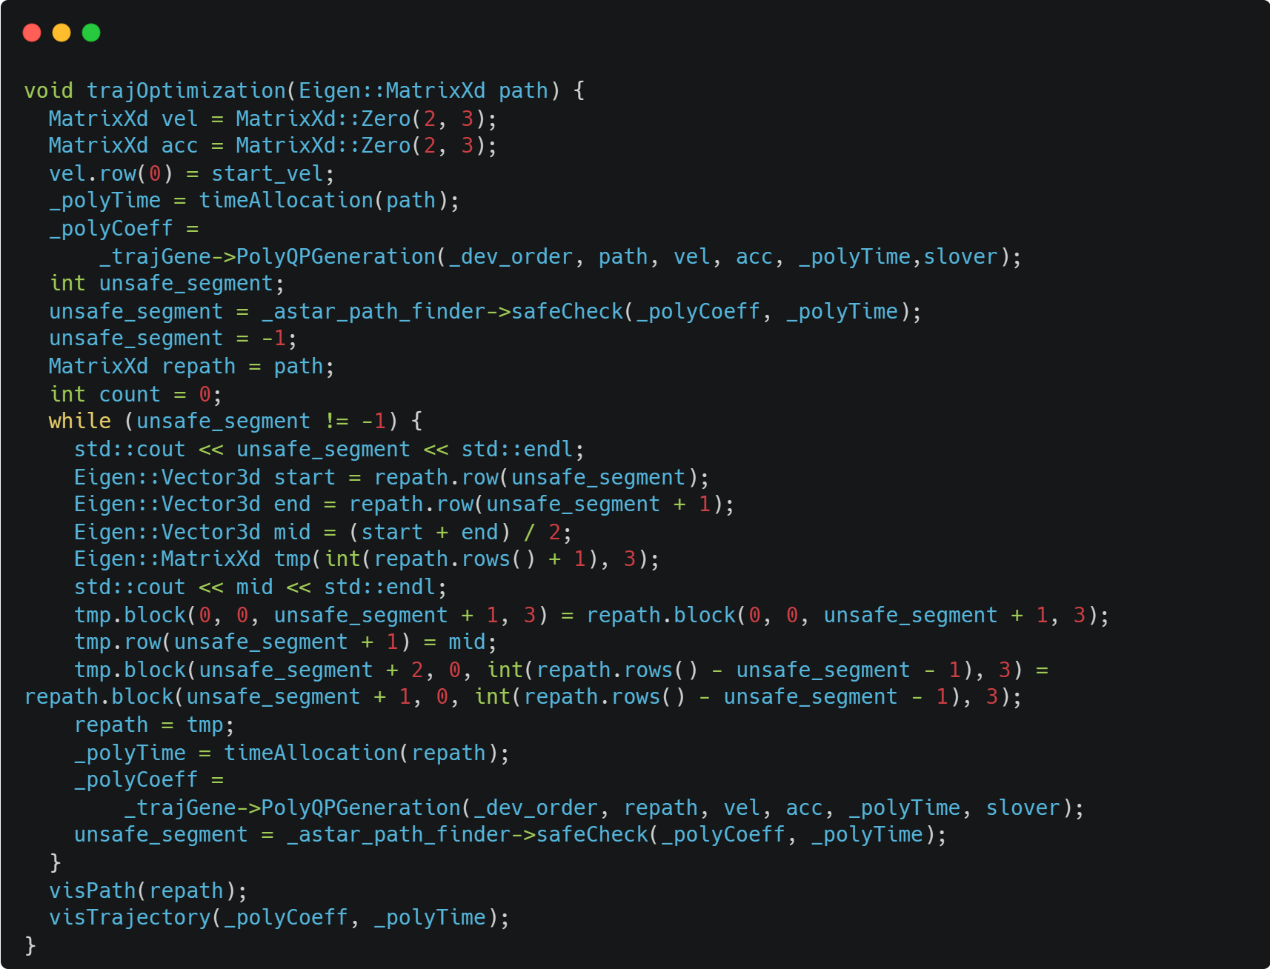 void trajOptimization(Eigen::MatrixXd path) {
  MatrixXd vel = MatrixXd::Zero(2, 3);
  MatrixXd acc = MatrixXd::Zero(2, 3);
  vel.row(0) = start_vel;
  _polyTime = timeAllocation(path);
  _polyCoeff =
      _trajGene->PolyQPGeneration(_dev_order, path, vel, acc, _polyTime,slover);
  int unsafe_segment;
  unsafe_segment = _astar_path_finder->safeCheck(_polyCoeff, _polyTime);
  unsafe_segment = -1;
  MatrixXd repath = path;
  int count = 0;
  while (unsafe_segment != -1) {
    std::cout << unsafe_segment << std::endl;
    Eigen::Vector3d start = repath.row(unsafe_segment);
    Eigen::Vector3d end = repath.row(unsafe_segment + 1);
    Eigen::Vector3d mid = (start + end) / 2;
    Eigen::MatrixXd tmp(int(repath.rows() + 1), 3);
    std::cout << mid << std::endl;
    tmp.block(0, 0, unsafe_segment + 1, 3) = repath.block(0, 0, unsafe_segment + 1, 3);
    tmp.row(unsafe_segment + 1) = mid;
    tmp.block(unsafe_segment + 2, 0, int(repath.rows() - unsafe_segment - 1), 3) =
repath.block(unsafe_segment + 1, 0, int(repath.rows() - unsafe_segment - 1), 3);
    repath = tmp;
    _polyTime = timeAllocation(repath);
    _polyCoeff =
        _trajGene->PolyQPGeneration(_dev_order, repath, vel, acc, _polyTime, slover);
    unsafe_segment = _astar_path_finder->safeCheck(_polyCoeff, _polyTime);
  }
  visPath(repath);
  visTrajectory(_polyCoeff, _polyTime);
}